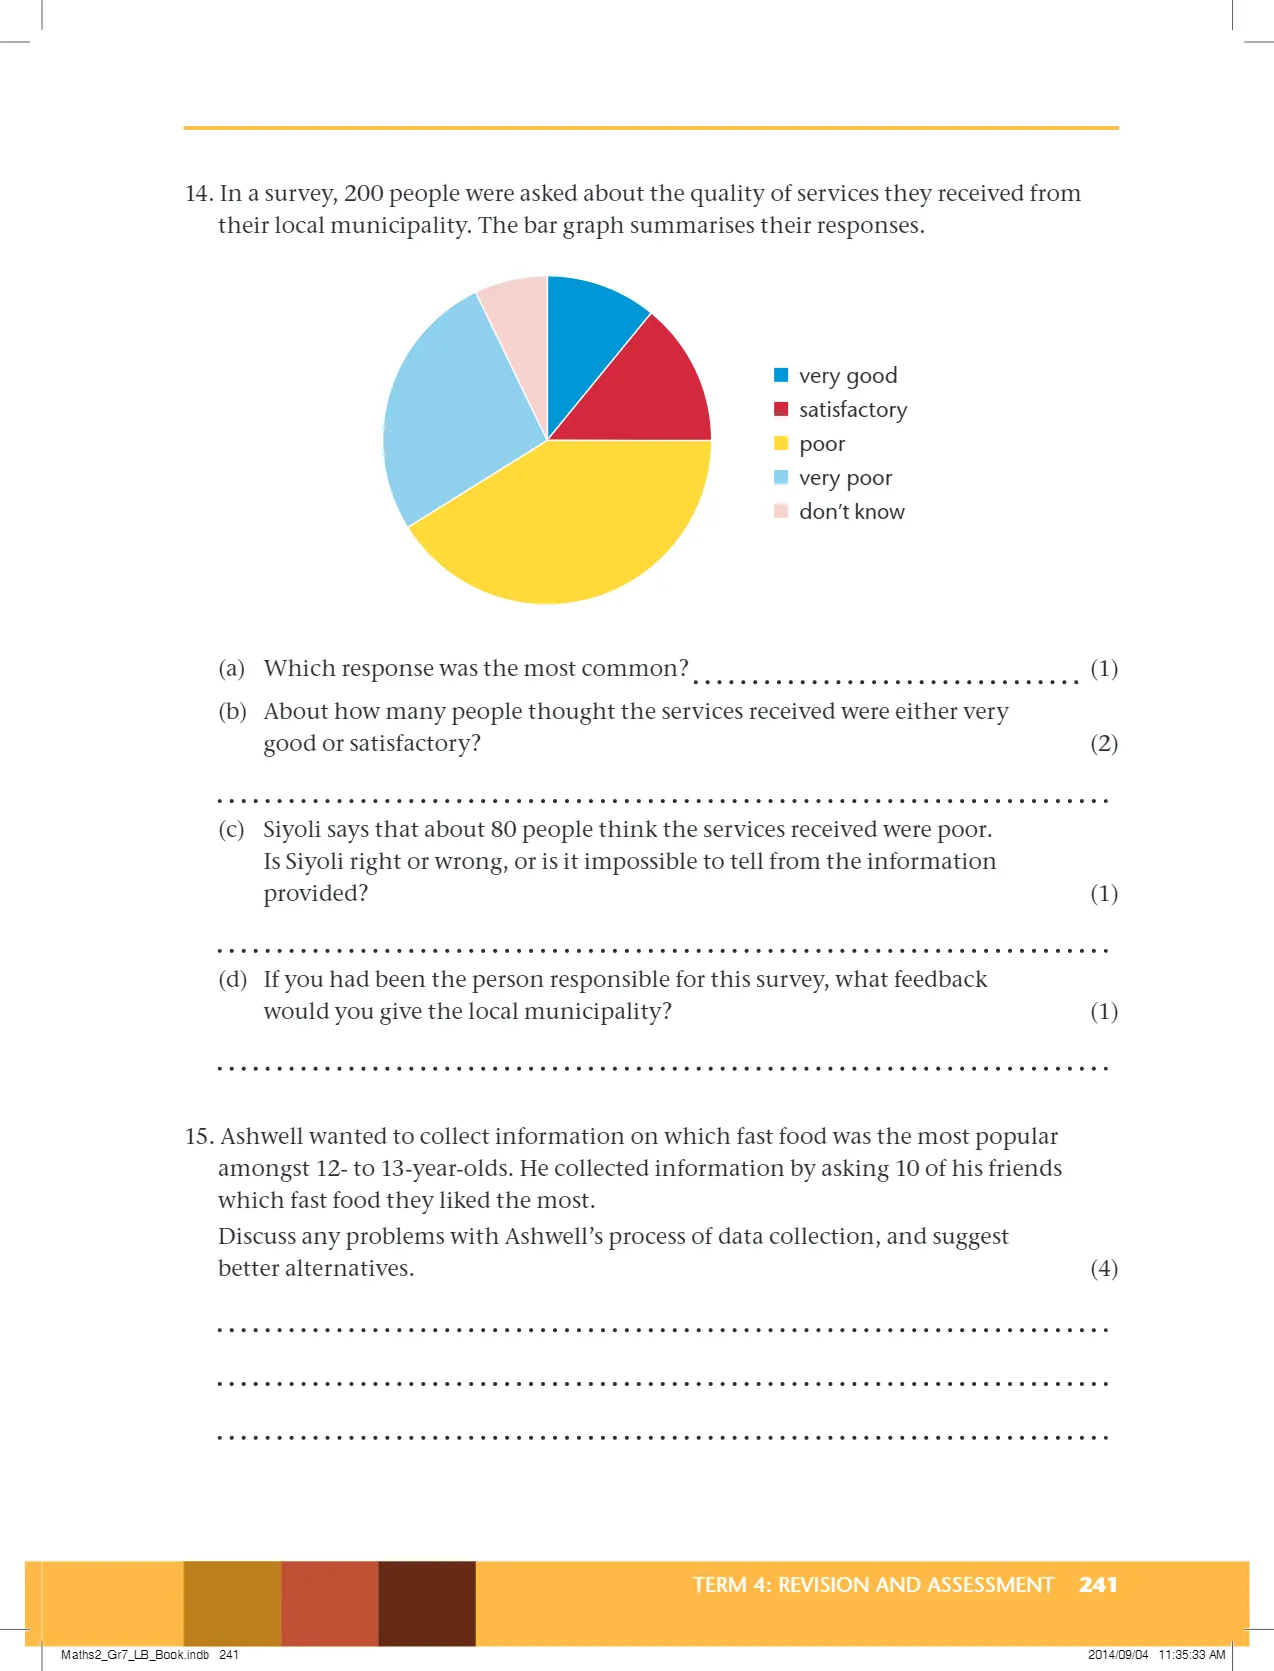 14. In a survey, 200 people were asked about the quality of services they received from
their local municipality. The bar graph summarises their responses.
very good
satisfactory
poor
very poor
don't know
(a) Which response was the most common? (1)
(b) About how many people thought the services received were either very
good or satisfactory? (2)
(c) Siyoli says that about 80 people think the services received were poor.
Is Siyoli right or wrong, or is it impossible to tell from the information
provided? (1)
(d) If you had been the person responsible for this survey, what feedback
would you give the local municipality? (1)
15. Ashwell wanted to collect information on which fast food was the most popular
amongst 12- to 13-year-olds. He collected information by asking 10 of his friends
which fast food they liked the most.
Discuss any problems with Ashwell's process of data collection, and suggest
better alternatives. (4)
TERM 4: REVISION AND ASSESSMENT 241
Maths2_Gr7_LB_Book.indb 241 2014/09/04 11:35:33 AM